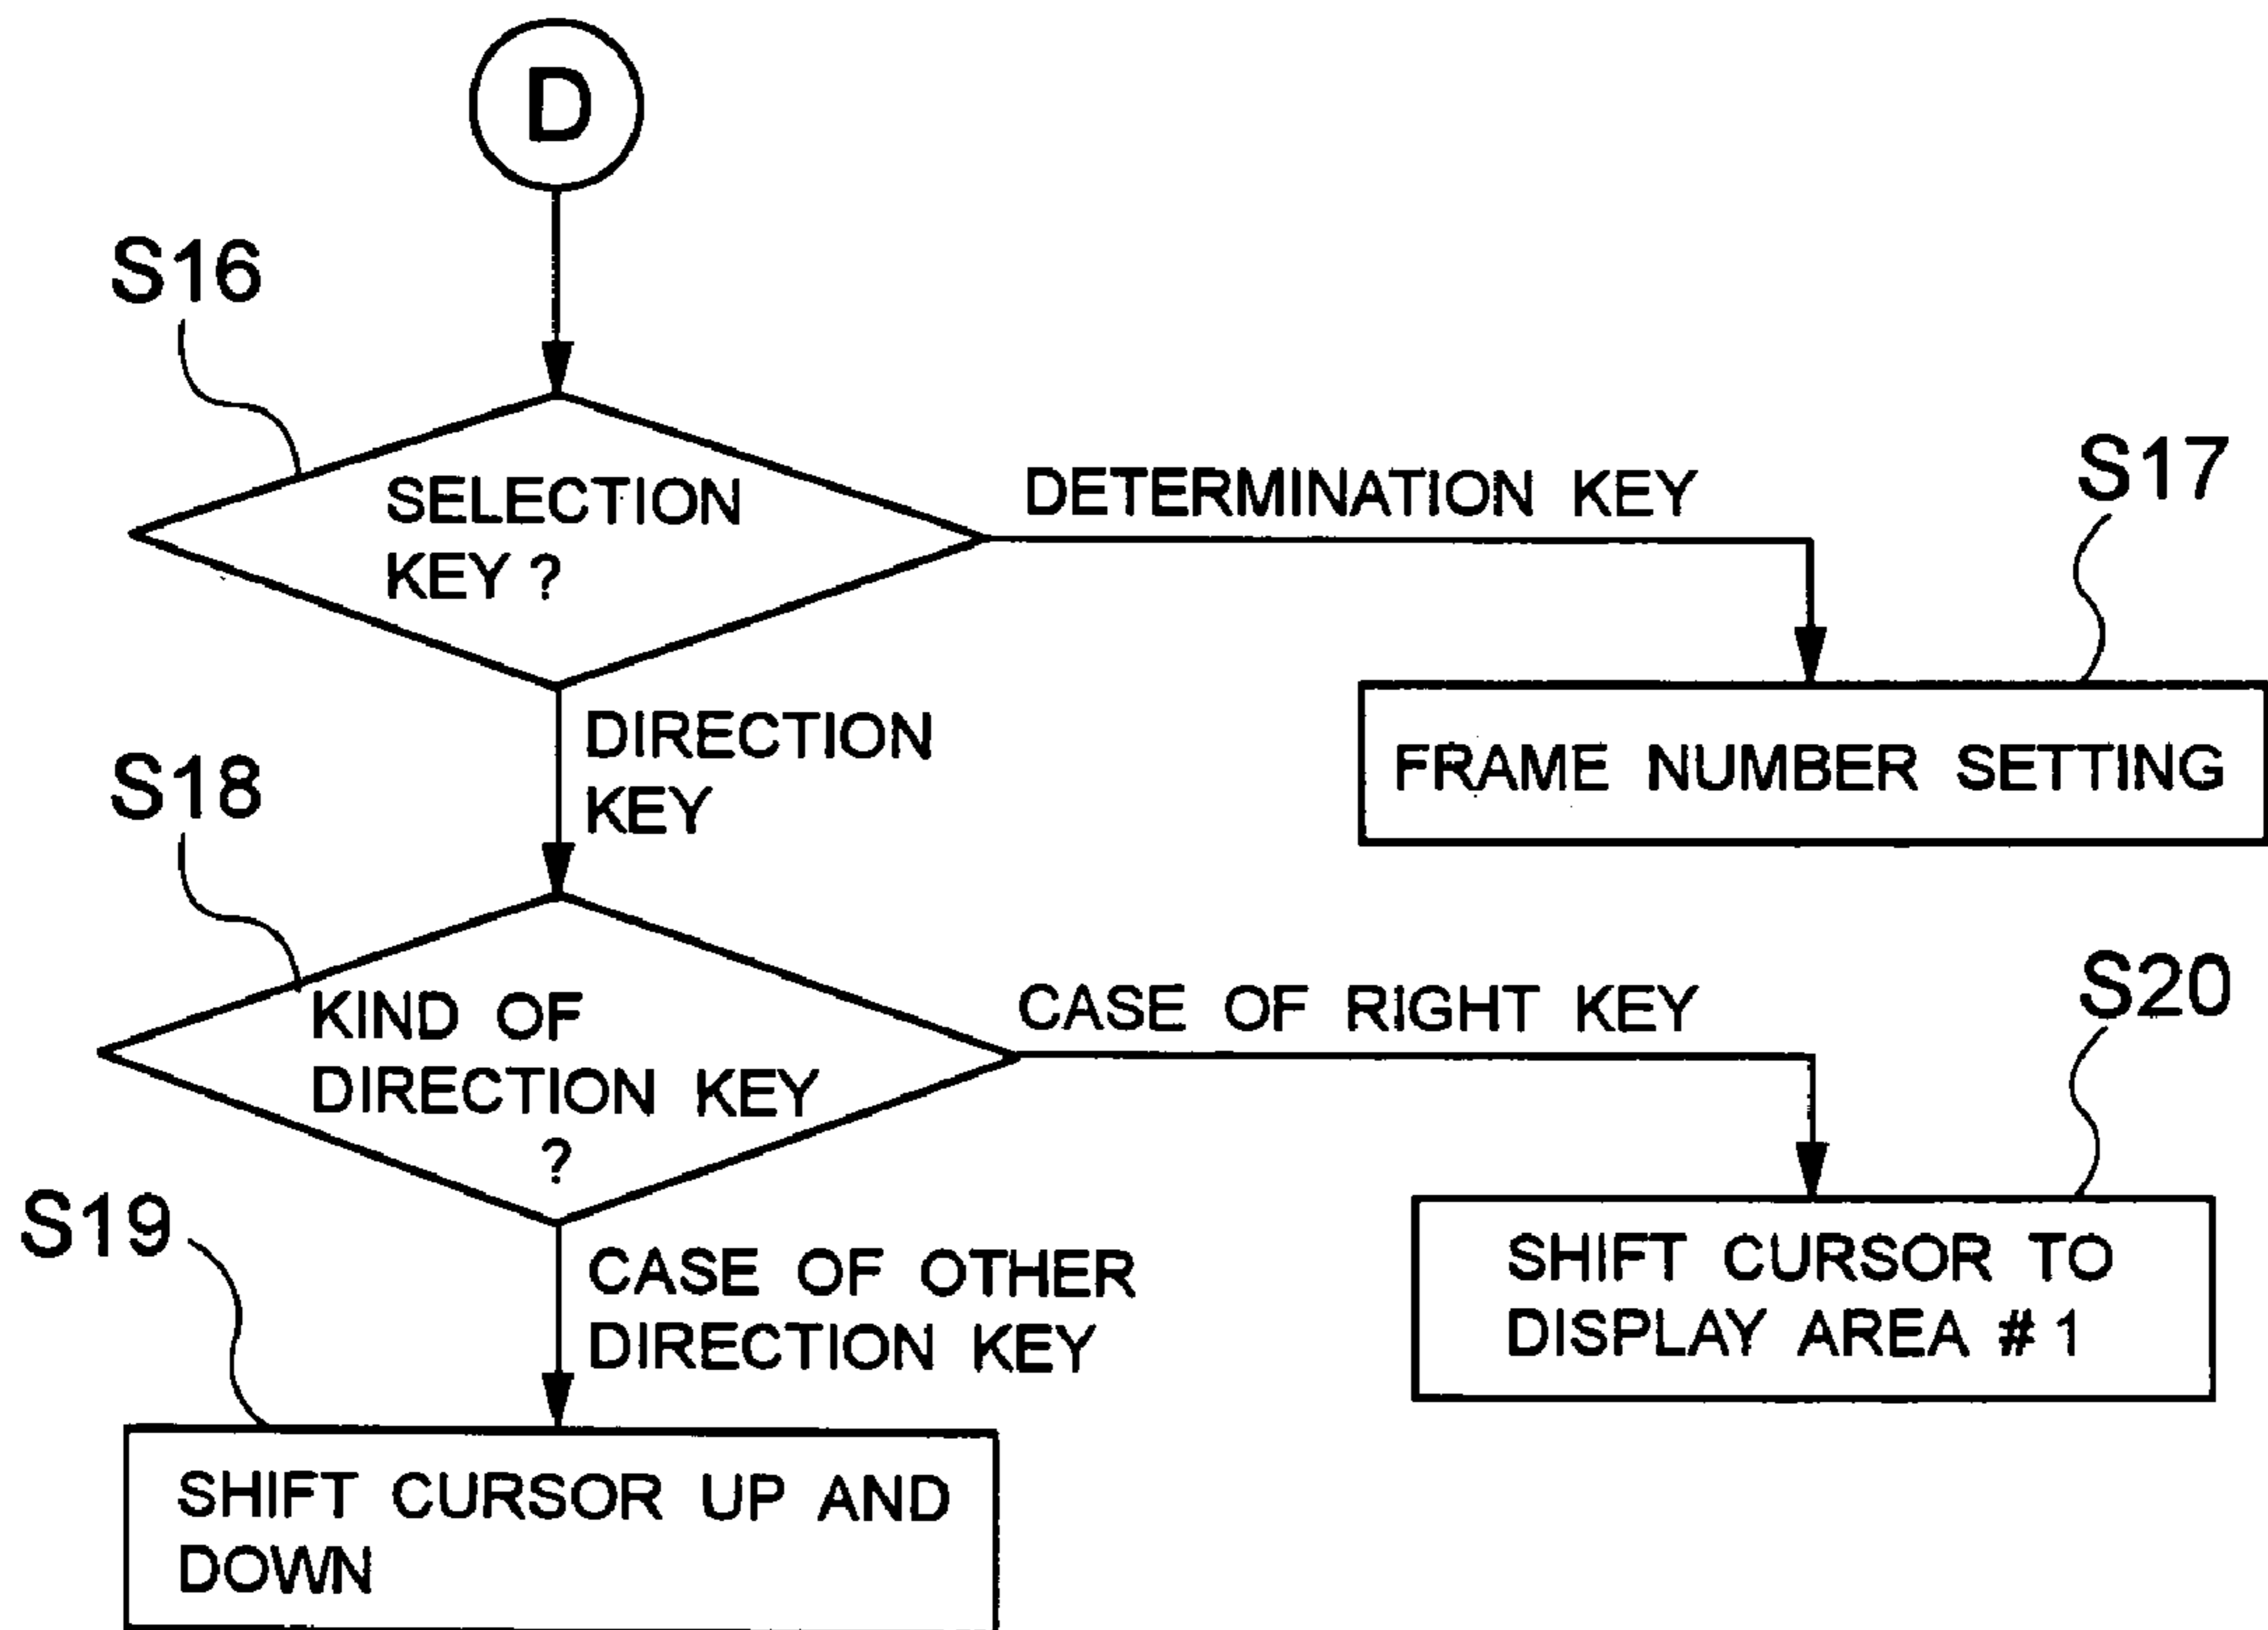 D
S16
SELECTION
KEY ?
DETERMINATION KEY
S17
FRAME NUMBER SETTING
DIRECTION
KEY
S18
KIND OF
DIRECTION KEY
?
CASE OF RIGHT KEY
S20
SHIFT CURSOR TO
DISPLAY AREA # 1
S19
CASE OF OTHER
DIRECTION KEY
SHIFT CURSOR UP AND
DOWN